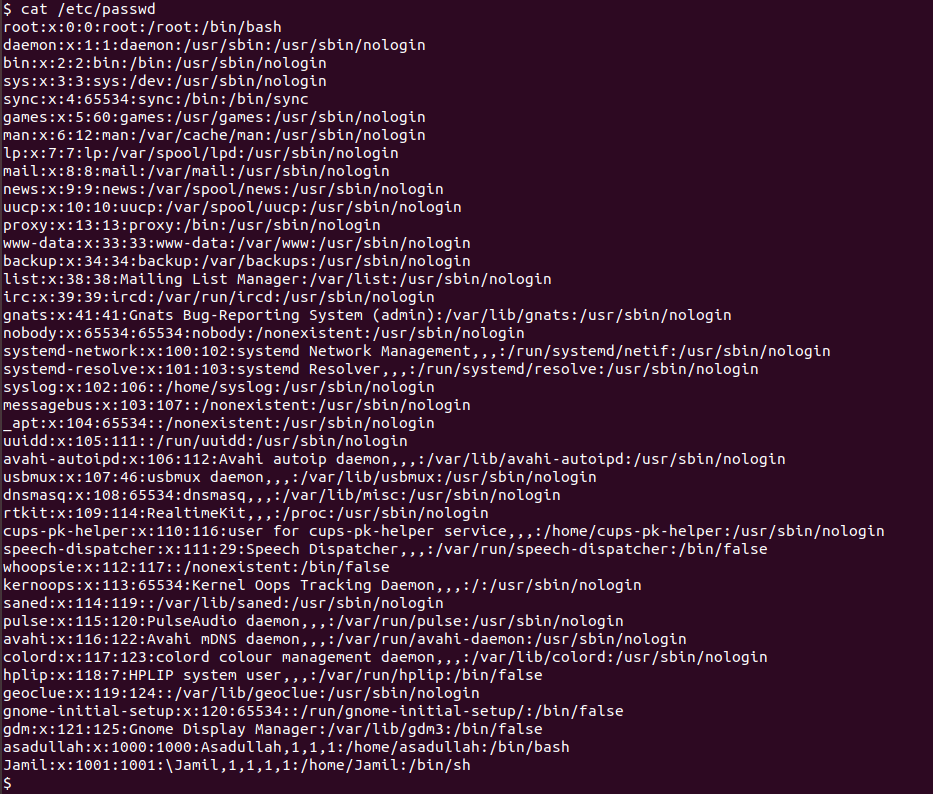 $ cat /etc/passwd
root:x:0:0:root:/root:/bin/bash
daemon:x:1:1:daemon:/usr/sbin:/usr/sbin/nologin
bin:x:2:2:bin:/bin:/usr/sbin/nologin
sys:x:3:3:sys:/dev:/usr/sbin/nologin
sync:x:4:65534:sync:/bin:/bin/sync
games:x:5:60:games:/usr/games:/usr/sbin/nologin
man:x:6:12:man:/var/cache/man:/usr/sbin/nologin
lp:x:7:7:lp:/var/spool/lpd:/usr/sbin/nologin
mail:x:8:8:mail:/var/mail:/usr/sbin/nologin
news:x:9:9:news:/var/spool/news:/usr/sbin/nologin
uucp:x:10:10:uucp:/var/spool/uucp:/usr/sbin/nologin
proxy:x:13:13:proxy:/bin:/usr/sbin/nologin
www-data:x:33:33:www-data:/var/www:/usr/sbin/nologin
backup:x:34:34:backup:/var/backups:/usr/sbin/nologin
list:x:38:38:Mailing List Manager:/var/list:/usr/sbin/nologin
irc:x:39:39:ircd:/var/run/ircd:/usr/sbin/nologin
gnats:x:41:41:Gnats Bug-Reporting System (admin):/var/lib/gnats:/usr/sbin/nologin
nobody:x:65534:65534:nobody:/nonexistent:/usr/sbin/nologin
systemd-network:x:100:102:systemd Network Management,,,:/run/systemd/netif:/usr/sbin/nologin
systemd-resolve:x:101:103:systemd Resolver,,,:/run/systemd/resolve:/usr/sbin/nologin
syslog:x:102:106::/home/syslog:/usr/sbin/nologin
messagebus:x:103:107::/nonexistent:/usr/sbin/nologin
_apt:x:104:65534::/nonexistent:/usr/sbin/nologin
uuidd:x:105:111::/run/uuidd:/usr/sbin/nologin
avahi-autoipd:x:106:112:Avahi autoip daemon,,,:/var/lib/avahi-autoipd:/usr/sbin/nologin
usbmux:x:107:46:usbmux daemon,,,:/var/lib/usbmux:/usr/sbin/nologin
dnsmasq:x:108:65534:dnsmasq,,,:/var/lib/misc:/usr/sbin/nologin
rtkit:x:109:114:RealtimeKit,,,:/proc:/usr/sbin/nologin
cups-pk-helper:x:110:116:user for cups-pk-helper service,,,:/home/cups-pk-helper:/usr/sbin/nologin
speech-dispatcher:x:111:29:Speech Dispatcher,,,:/var/run/speech-dispatcher:/bin/false
whoopsie:x:112:117::/nonexistent:/bin/false
kernoops:x:113:65534:Kernel Oops Tracking Daemon,,,:/:/usr/sbin/nologin
saned:x:114:119::/var/lib/saned:/usr/sbin/nologin
pulse:x:115:120:PulseAudio daemon,,,:/var/run/pulse:/usr/sbin/nologin
avahi:x:116:122:Avahi mDNS daemon,,,:/var/run/avahi-daemon:/usr/sbin/nologin
colord:x:117:123:colord colour management daemon,,,:/var/lib/colord:/usr/sbin/nologin
hplip:x:118:7:HPLIP system user,,,:/var/run/hplip:/bin/false
geoclue:x:119:124::/var/lib/geoclue:/usr/sbin/nologin
gnome-initial-setup:x:120:65534::/run/gnome-initial-setup/:/bin/false
gdm:x:121:125:Gnome Display Manager:/var/lib/gdm3:/bin/false
asadullah:x:1000:1000:Asadullah,1,1,1:/home/asadullah:/bin/bash
Jamil:x:1001:1001:\Jamil,1,1,1,1:/home/Jamil:/bin/sh
$